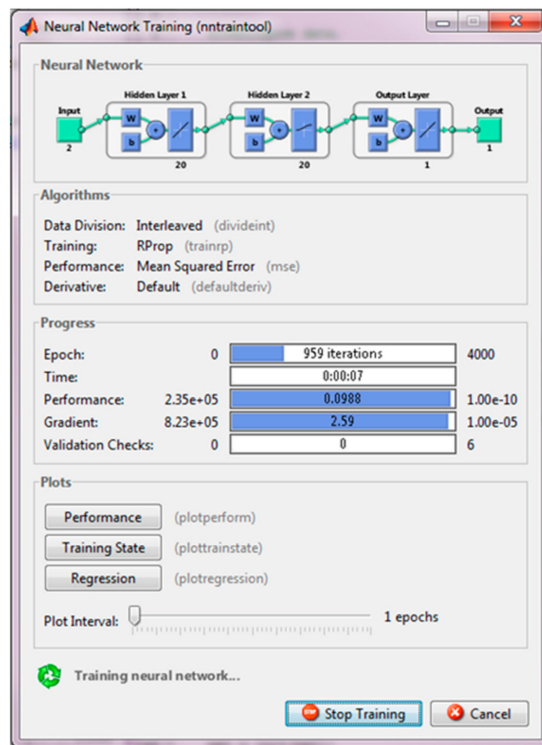 Neural Network Training (nntraintool)
Neural Network
Hidden Layer 1 Hidden Layer 2 Output Layer
Input Output
W W W
b b b
+ + +
2 20 20 1 1
Algorithms
Data Division: Interleaved (divideint)
Training: RProp (trainrp)
Performance: Mean Squared Error (mse)
Derivative: Default (defaultderiv)
Progress
Epoch: 0 959 iterations 4000
Time: 0:00:07
Performance: 2.35e+05 0.0988 1.00e-10
Gradient: 8.23e+05 2.59 1.00e-05
Validation Checks: 0 0 6
Plots
Performance (plotperform)
Training State (plottrainstate)
Regression (plotregression)
Plot Interval: 1 epochs
Training neural network...
Stop Training Cancel